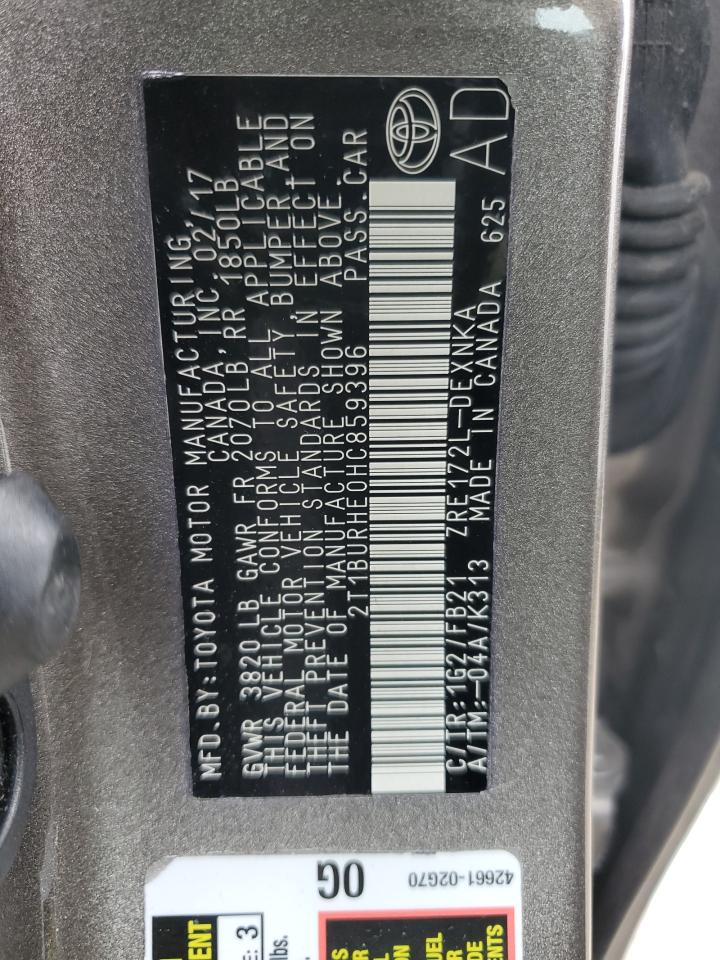 MFD.BY:TOYOTA MOTOR MANUFACTURING
CANADA, INC. 02/17
GVWR 3820LB GAWR FR 2070LB, RR 1850LB
THIS VEHICLE CONFORMS TO ALL APPLICABLE
FEDERAL MOTOR VEHICLE SAFETY, BUMPER AND
THEFT PREVENTION STANDARDS IN EFFECT ON
THE DATE OF MANUFACTURE SHOWN ABOVE.
2T1BURHE0HC859396 PASS.CAR
C/TR:1G2/FB21 ZRE172L-DEXNKA
A/TM:-04A/K313 MADE IN CANADA 625
AD
0G
42661-02G70
3
lbs.